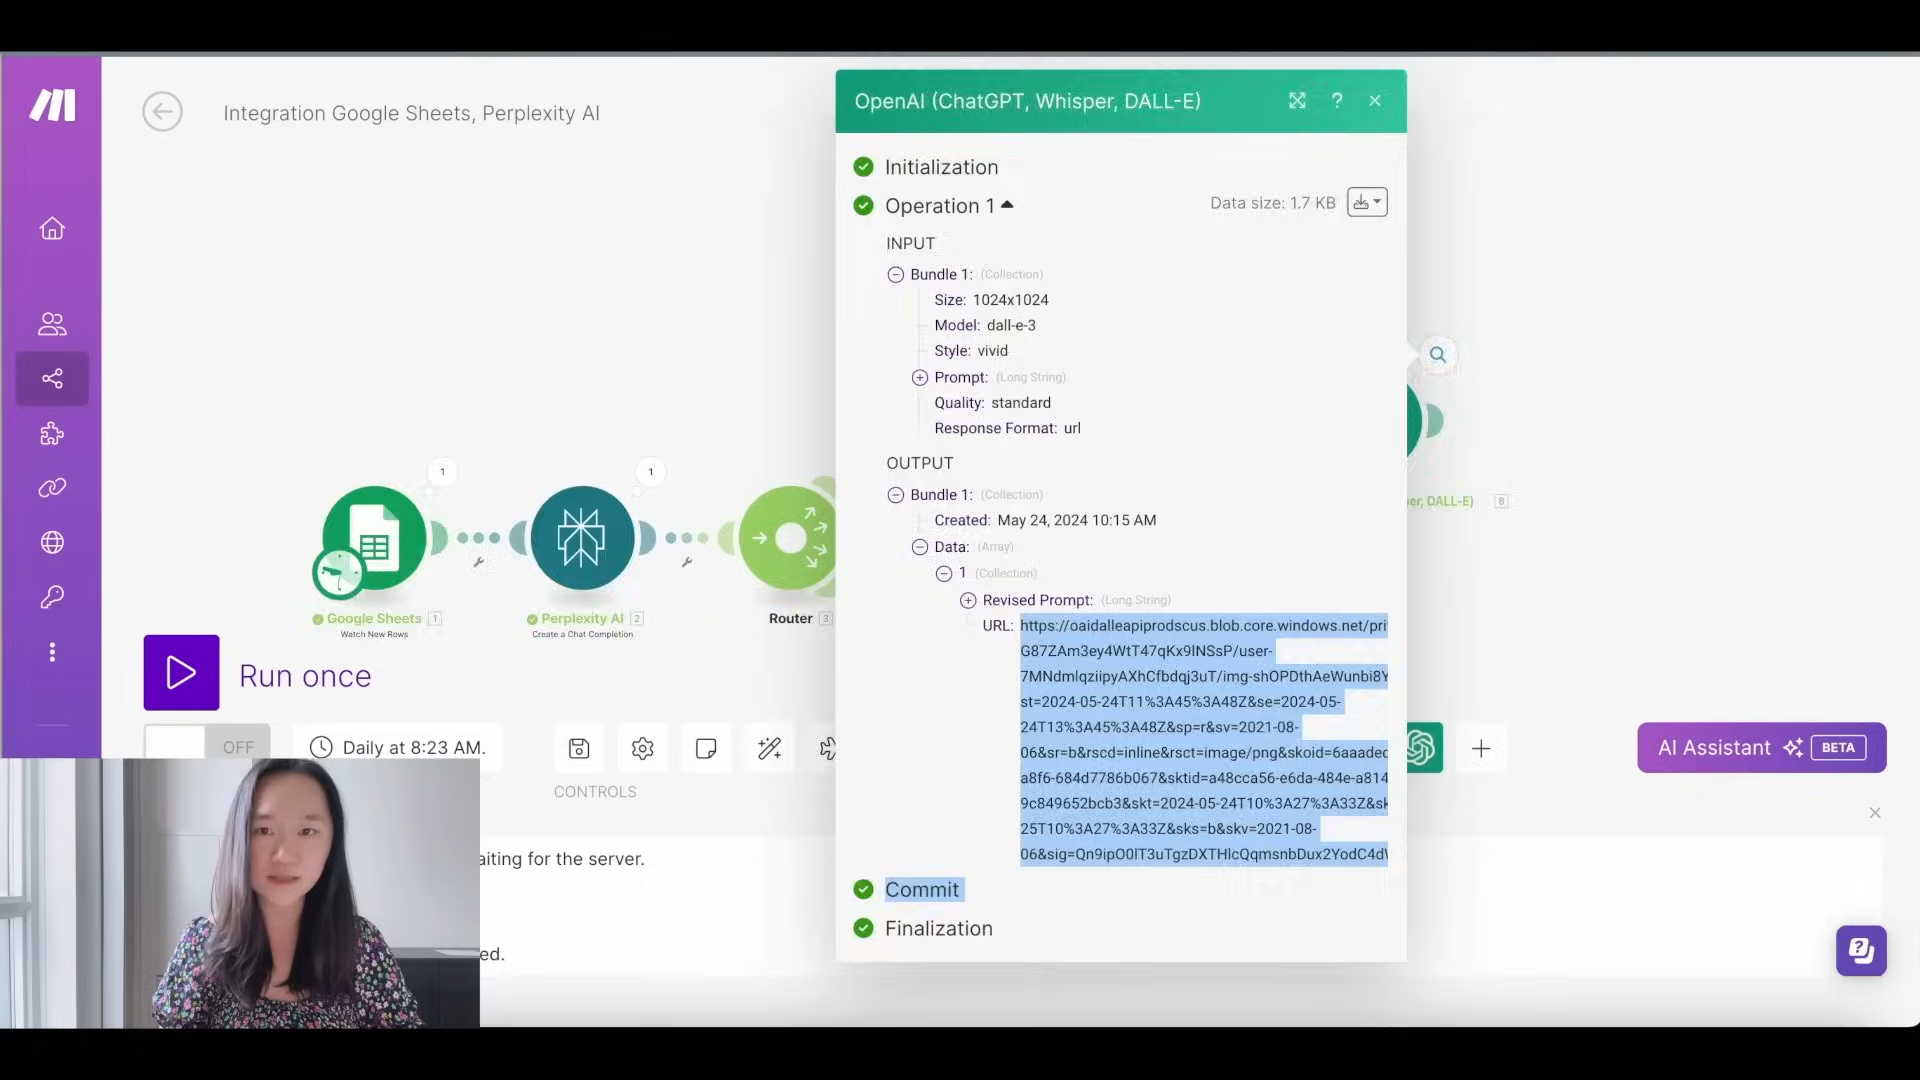 Integration Google Sheets, Perplexity AI
OpenAI (ChatGPT, Whisper, DALL-E)
?
Initialization
Operation 1
Data size: 1.7 KB
INPUT
Bundle 1: (Collection)
Size: 1024x1024
Model: dall-e-3
Style: vivid
Prompt: (Long String)
Quality: standard
Response Format: url
OUTPUT
Bundle 1: (Collection)
Created: May 24, 2024 10:15 AM
Data: (Array)
1 (Collection)
Revised Prompt: (Long String)
URL: https://oaidalleapiprodscus.blob.core.windows.net/pri
G87ZAm3ey4WtT47qKx9lNSsP/user-
7MNdmlqziipyAXhCfbdqj3uT/img-shOPDthAeWunbi8Y
st=2024-05-24T11%3A45%3A48Z&se=2024-05-
24T13%3A45%3A48Z&sp=r&sv=2021-08-
06&sr=b&rscd=inline&rsct=image/png&skoid=6aaadec
a8f6-684d7786b067&sktid=a48cca56-e6da-484e-a814
9c849652bcb3&skt=2024-05-24T10%3A27%3A33Z&sk
25T10%3A27%3A33Z&sks=b&skv=2021-08-
06&sig=Qn9ipO0lT3uTgzDXTHlcQqmsnbDux2YodC4d
Commit
Finalization
1
1
Google Sheets 1
Watch New Rows
Perplexity AI 2
Create a Chat Completion
Router 3
er, DALL-E) 8
Run once
OFF
Daily at 8:23 AM.
CONTROLS
AI Assistant BETA
aiting for the server.
ed.